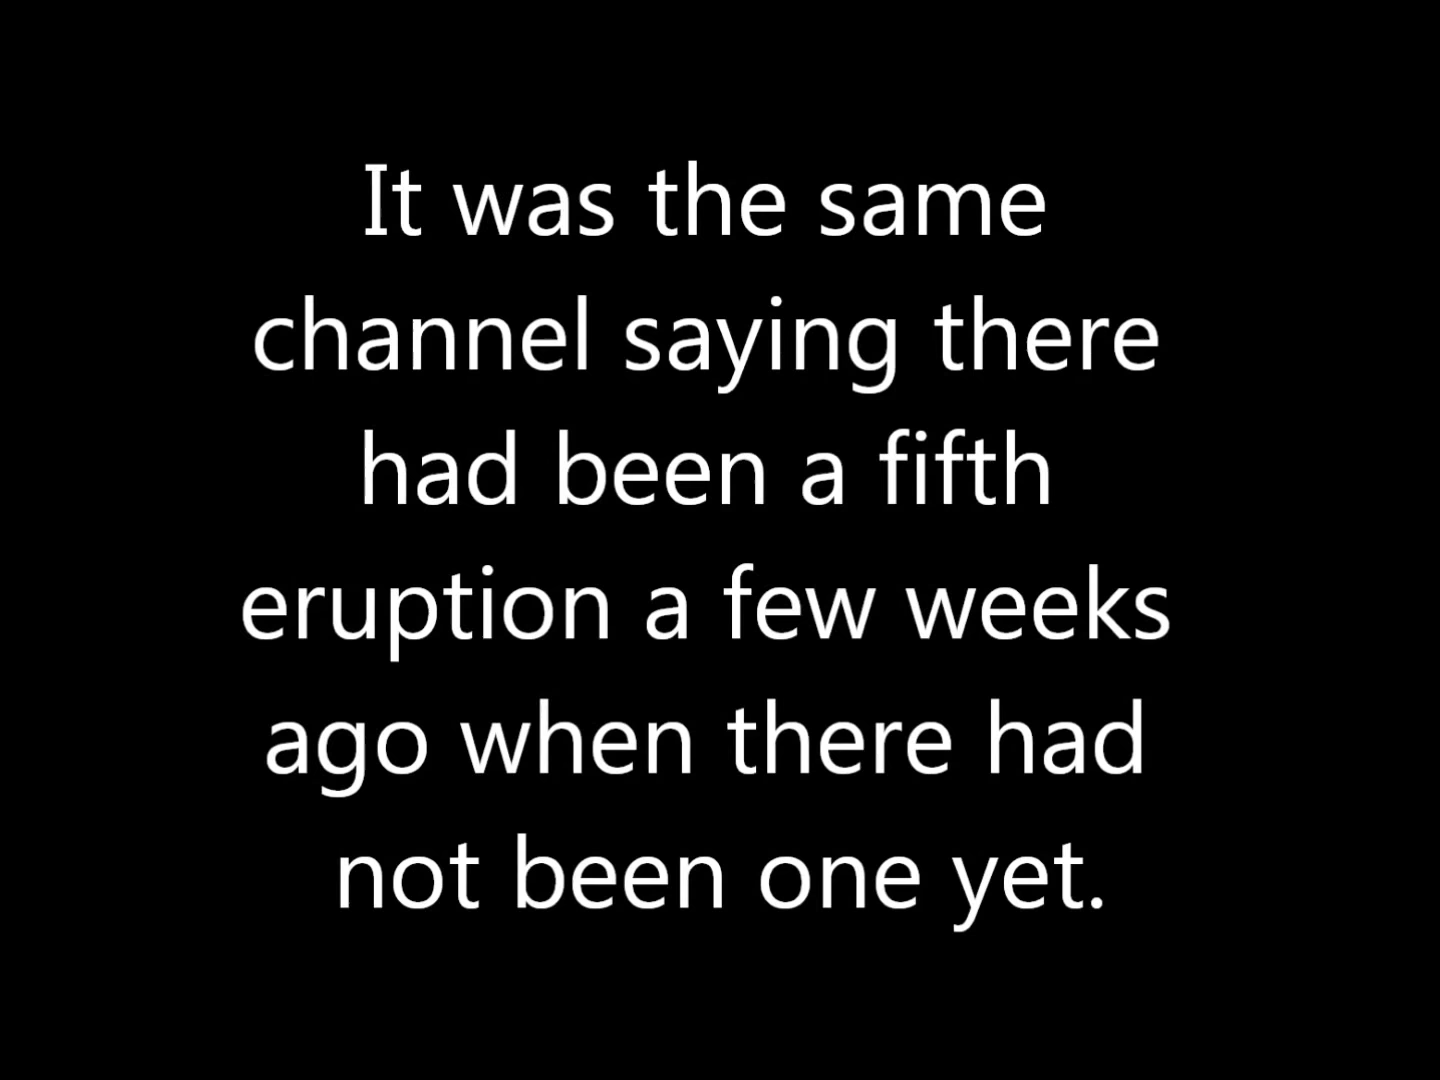 It was the same
channel saying there
had been a fifth
eruption a few weeks
ago when there had
not been one yet.